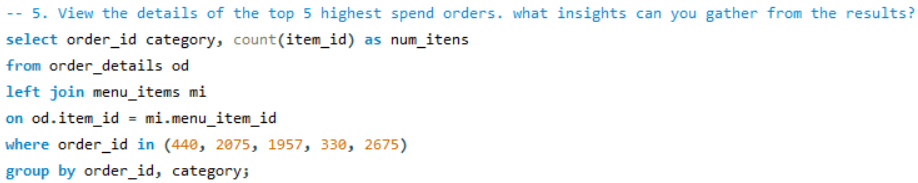 -- 5. View the details of the top 5 highest spend orders. what insights can you gather from the results?
select order_id category, count(item_id) as num_itens
from order_details od
left join menu_items mi
on od.item_id = mi.menu_item_id
where order_id in (440, 2075, 1957, 330, 2675)
group by order_id, category;